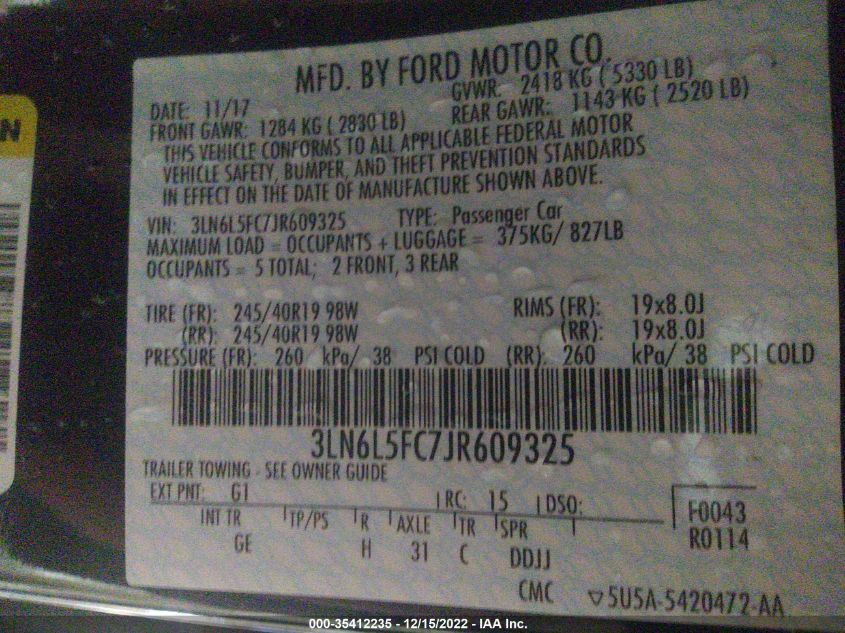 MFD. BY FORD MOTOR CO.
DATE: 11/17 GVWR: 2418 KG ( 5330 LB)
FRONT GAWR: 1284 KG ( 2830 LB) REAR GAWR: 1143 KG ( 2520 LB)
THIS VEHICLE CONFORMS TO ALL APPLICABLE FEDERAL MOTOR
VEHICLE SAFETY, BUMPER, AND THEFT PREVENTION STANDARDS
IN EFFECT ON THE DATE OF MANUFACTURE SHOWN ABOVE.
VIN: 3LN6L5FC7JR609325 TYPE: Passenger Car
MAXIMUM LOAD = OCCUPANTS + LUGGAGE = 375KG/ 827LB
OCCUPANTS = 5 TOTAL; 2 FRONT, 3 REAR
TIRE (FR): 245/40R19 98W RIMS (FR): 19x8.0J
(RR): 245/40R19 98W (RR): 19x8.0J
PRESSURE (FR): 260 kPa/ 38 PSI COLD (RR): 260 kPa/ 38 PSI COLD
3LN6L5FC7JR609325
TRAILER TOWING - SEE OWNER GUIDE
EXT PNT: G1 RC: 15 DSO: F0043
INT TR TP/PS R AXLE TR SPR R0114
GE H 31 C DDJJ
CMC ▽5U5A-5420472-AA
N
000-35412235 - 12/15/2022 - IAA Inc.